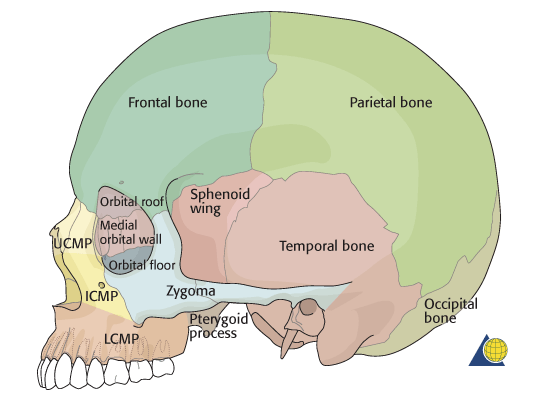 Frontal bone
Parietal bone
Orbital roof
Sphenoid
wing
Medial
orbital wall
UCMP
Temporal bone
Orbital floor
ICMP
Zygoma
Occipital
bone
Pterygoid
process
LCMP